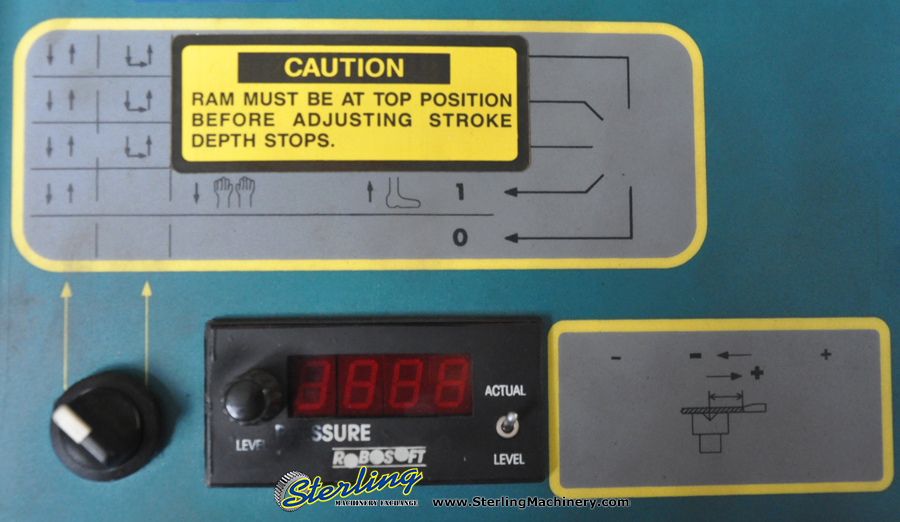 CAUTION
RAM MUST BE AT TOP POSITION
BEFORE ADJUSTING STROKE
DEPTH STOPS.
1
0
ACTUAL
LEVEL
LEVEL
ROBOSOFT
- - +
+
Sterling
MACHINERY EXCHANGE
www.SterlingMachinery.com